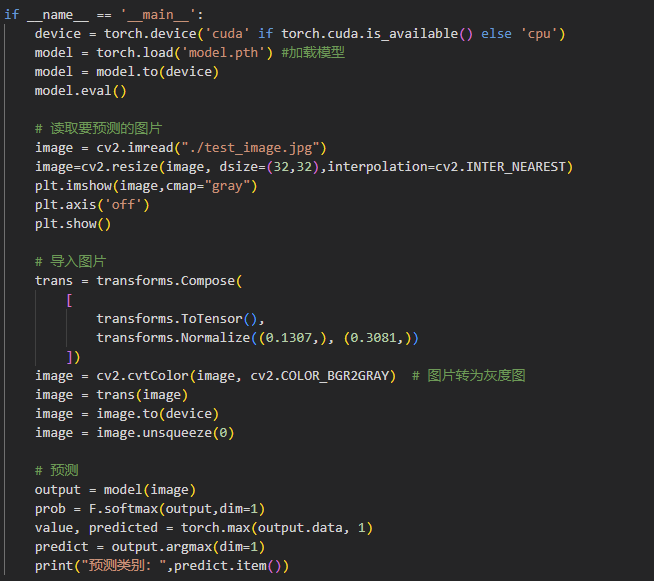 if __name__ == '__main__':
    device = torch.device('cuda' if torch.cuda.is_available() else 'cpu')
    model = torch.load('model.pth') #加载模型
    model = model.to(device)
    model.eval()

    # 读取要预测的图片
    image = cv2.imread("./test_image.jpg")
    image=cv2.resize(image, dsize=(32,32),interpolation=cv2.INTER_NEAREST)
    plt.imshow(image,cmap="gray")
    plt.axis('off')
    plt.show()

    # 导入图片
    trans = transforms.Compose(
        [
            transforms.ToTensor(),
            transforms.Normalize((0.1307,), (0.3081,))
        ])
    image = cv2.cvtColor(image, cv2.COLOR_BGR2GRAY)  # 图片转为灰度图
    image = trans(image)
    image = image.to(device)
    image = image.unsqueeze(0)

    # 预测
    output = model(image)
    prob = F.softmax(output,dim=1)
    value, predicted = torch.max(output.data, 1)
    predict = output.argmax(dim=1)
    print("预测类别：",predict.item())